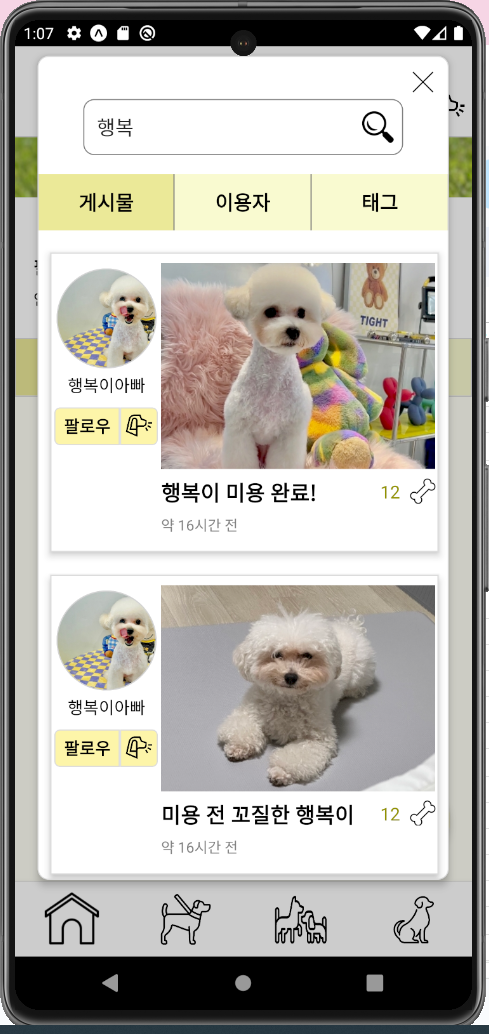 1:07
행복
게시물
이용자
태그
TIGHT
행복이아빠
팔로우
행복이 미용 완료!
12
약 16시간 전
행복이아빠
팔로우
미용 전 꼬질한 행복이
12
약 16시간 전